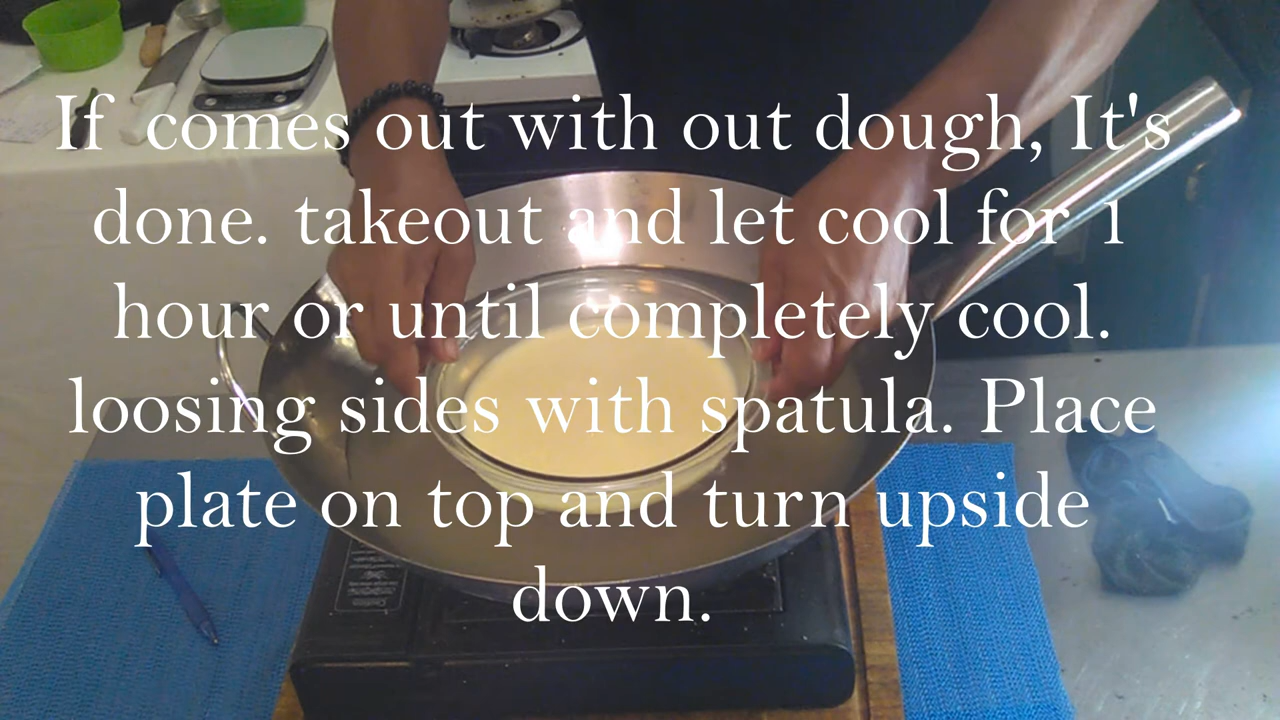 If comes out with out dough, It's
done. takeout and let cool for 1
hour or until completely cool.
loosing sides with spatula. Place
plate on top and turn upside
down.